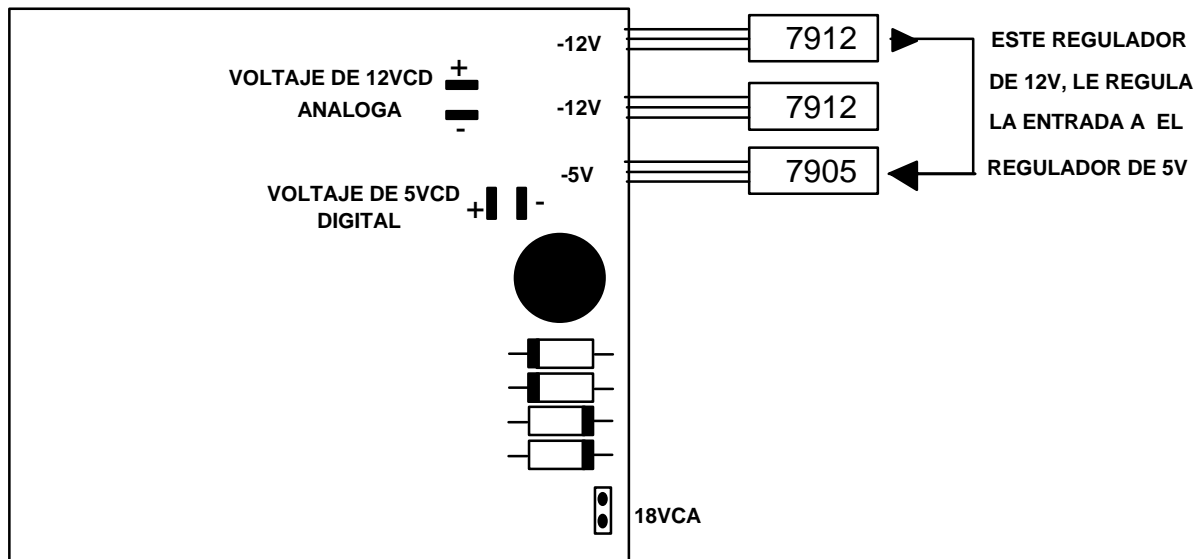 -12V
7912
ESTE REGULADOR
VOLTAJE DE 12VCD
+
DE 12V, LE REGULA
ANALOGA
-
-12V
7912
LA ENTRADA A EL
-5V
7905
REGULADOR DE 5V
VOLTAJE DE 5VCD
+
-
DIGITAL
18VCA